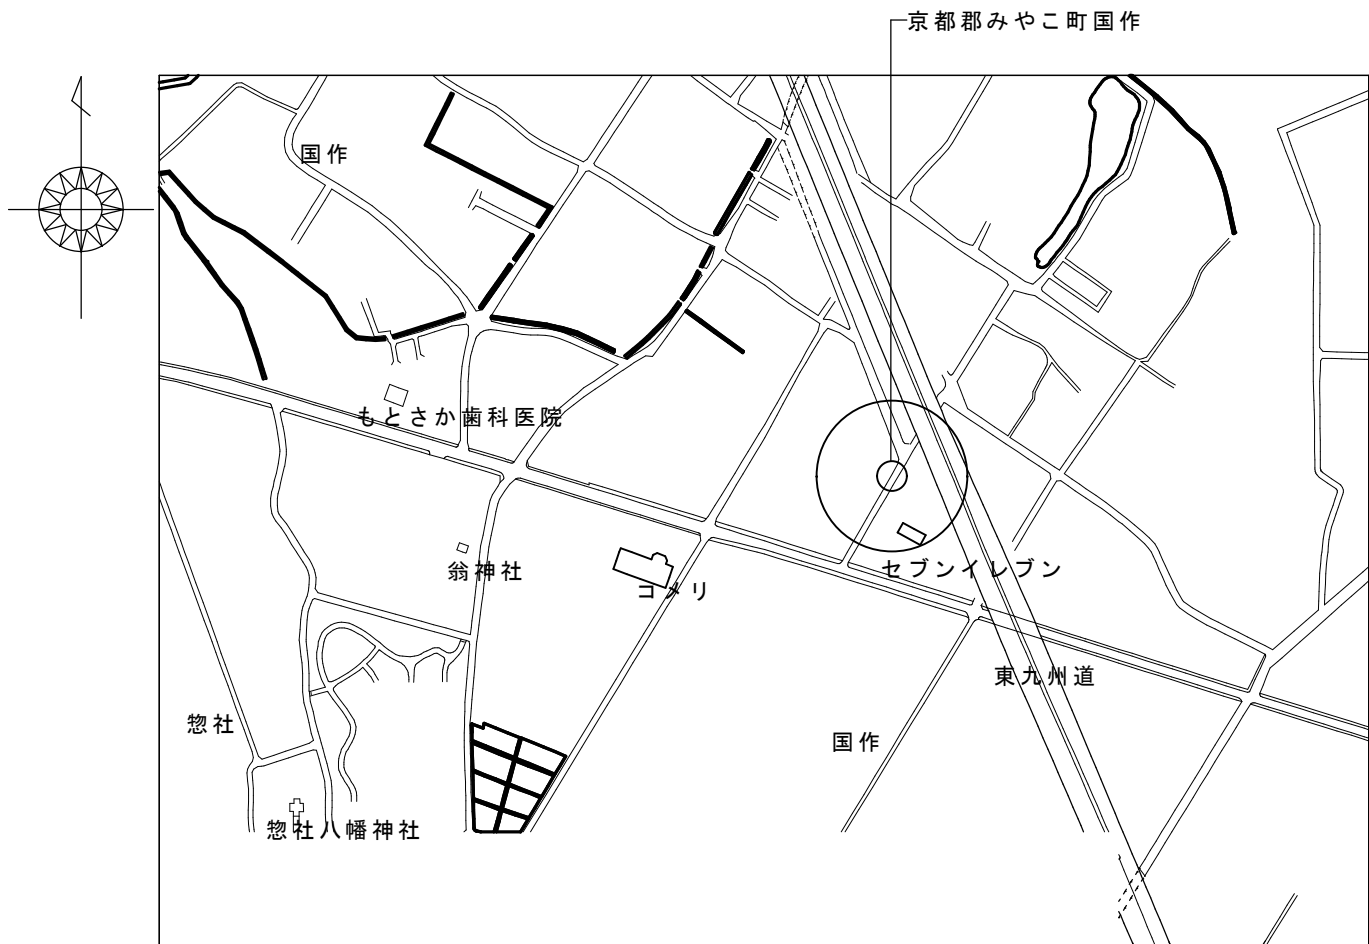 京都郡みやこ町国作
国作
もとさか歯科医院
翁神社
コメリ
セブンイレブン
東九州道
惣社
国作
惣社八幡神社